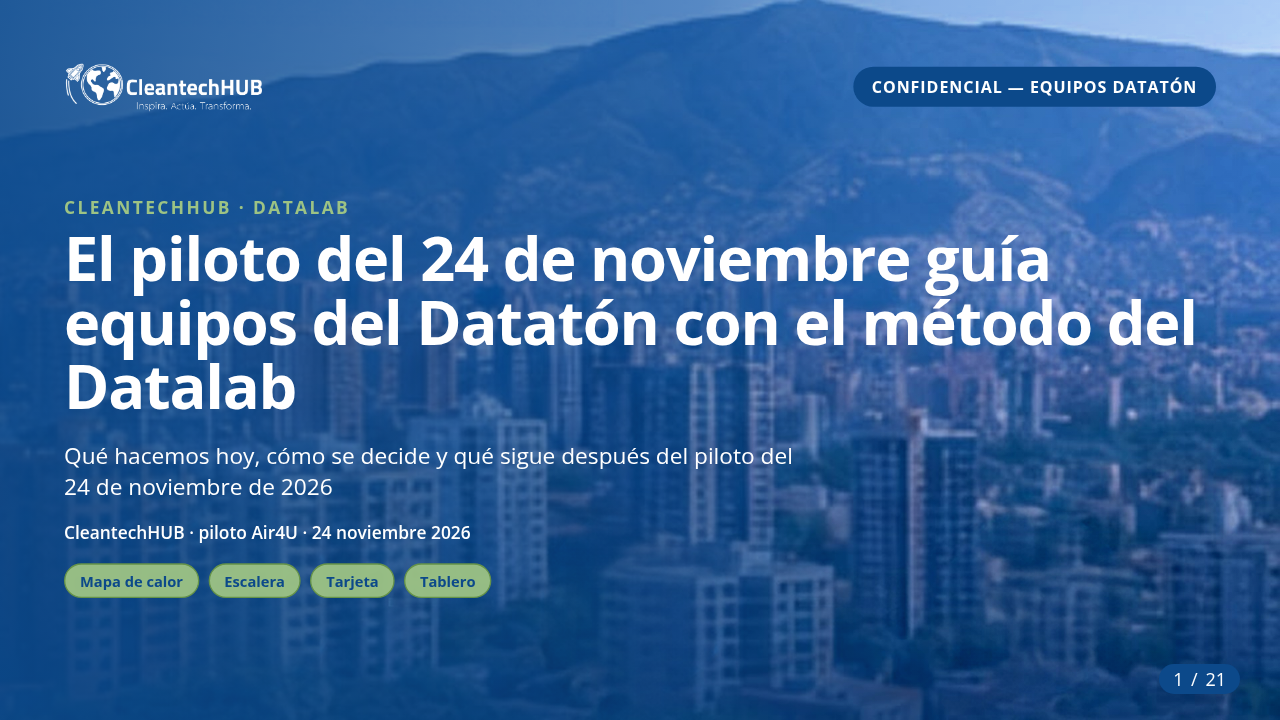 CleantechHUB
Inspira. Actúa. Transforma.
CONFIDENCIAL — EQUIPOS DATATÓN
CLEANTECHHUB · DATALAB
El piloto del 24 de noviembre guía
equipos del Datatón con el método del
Datalab
Qué hacemos hoy, cómo se decide y qué sigue después del piloto del
24 de noviembre de 2026
CleantechHUB · piloto Air4U · 24 noviembre 2026
Mapa de calor
Escalera
Tarjeta
Tablero
1 / 21